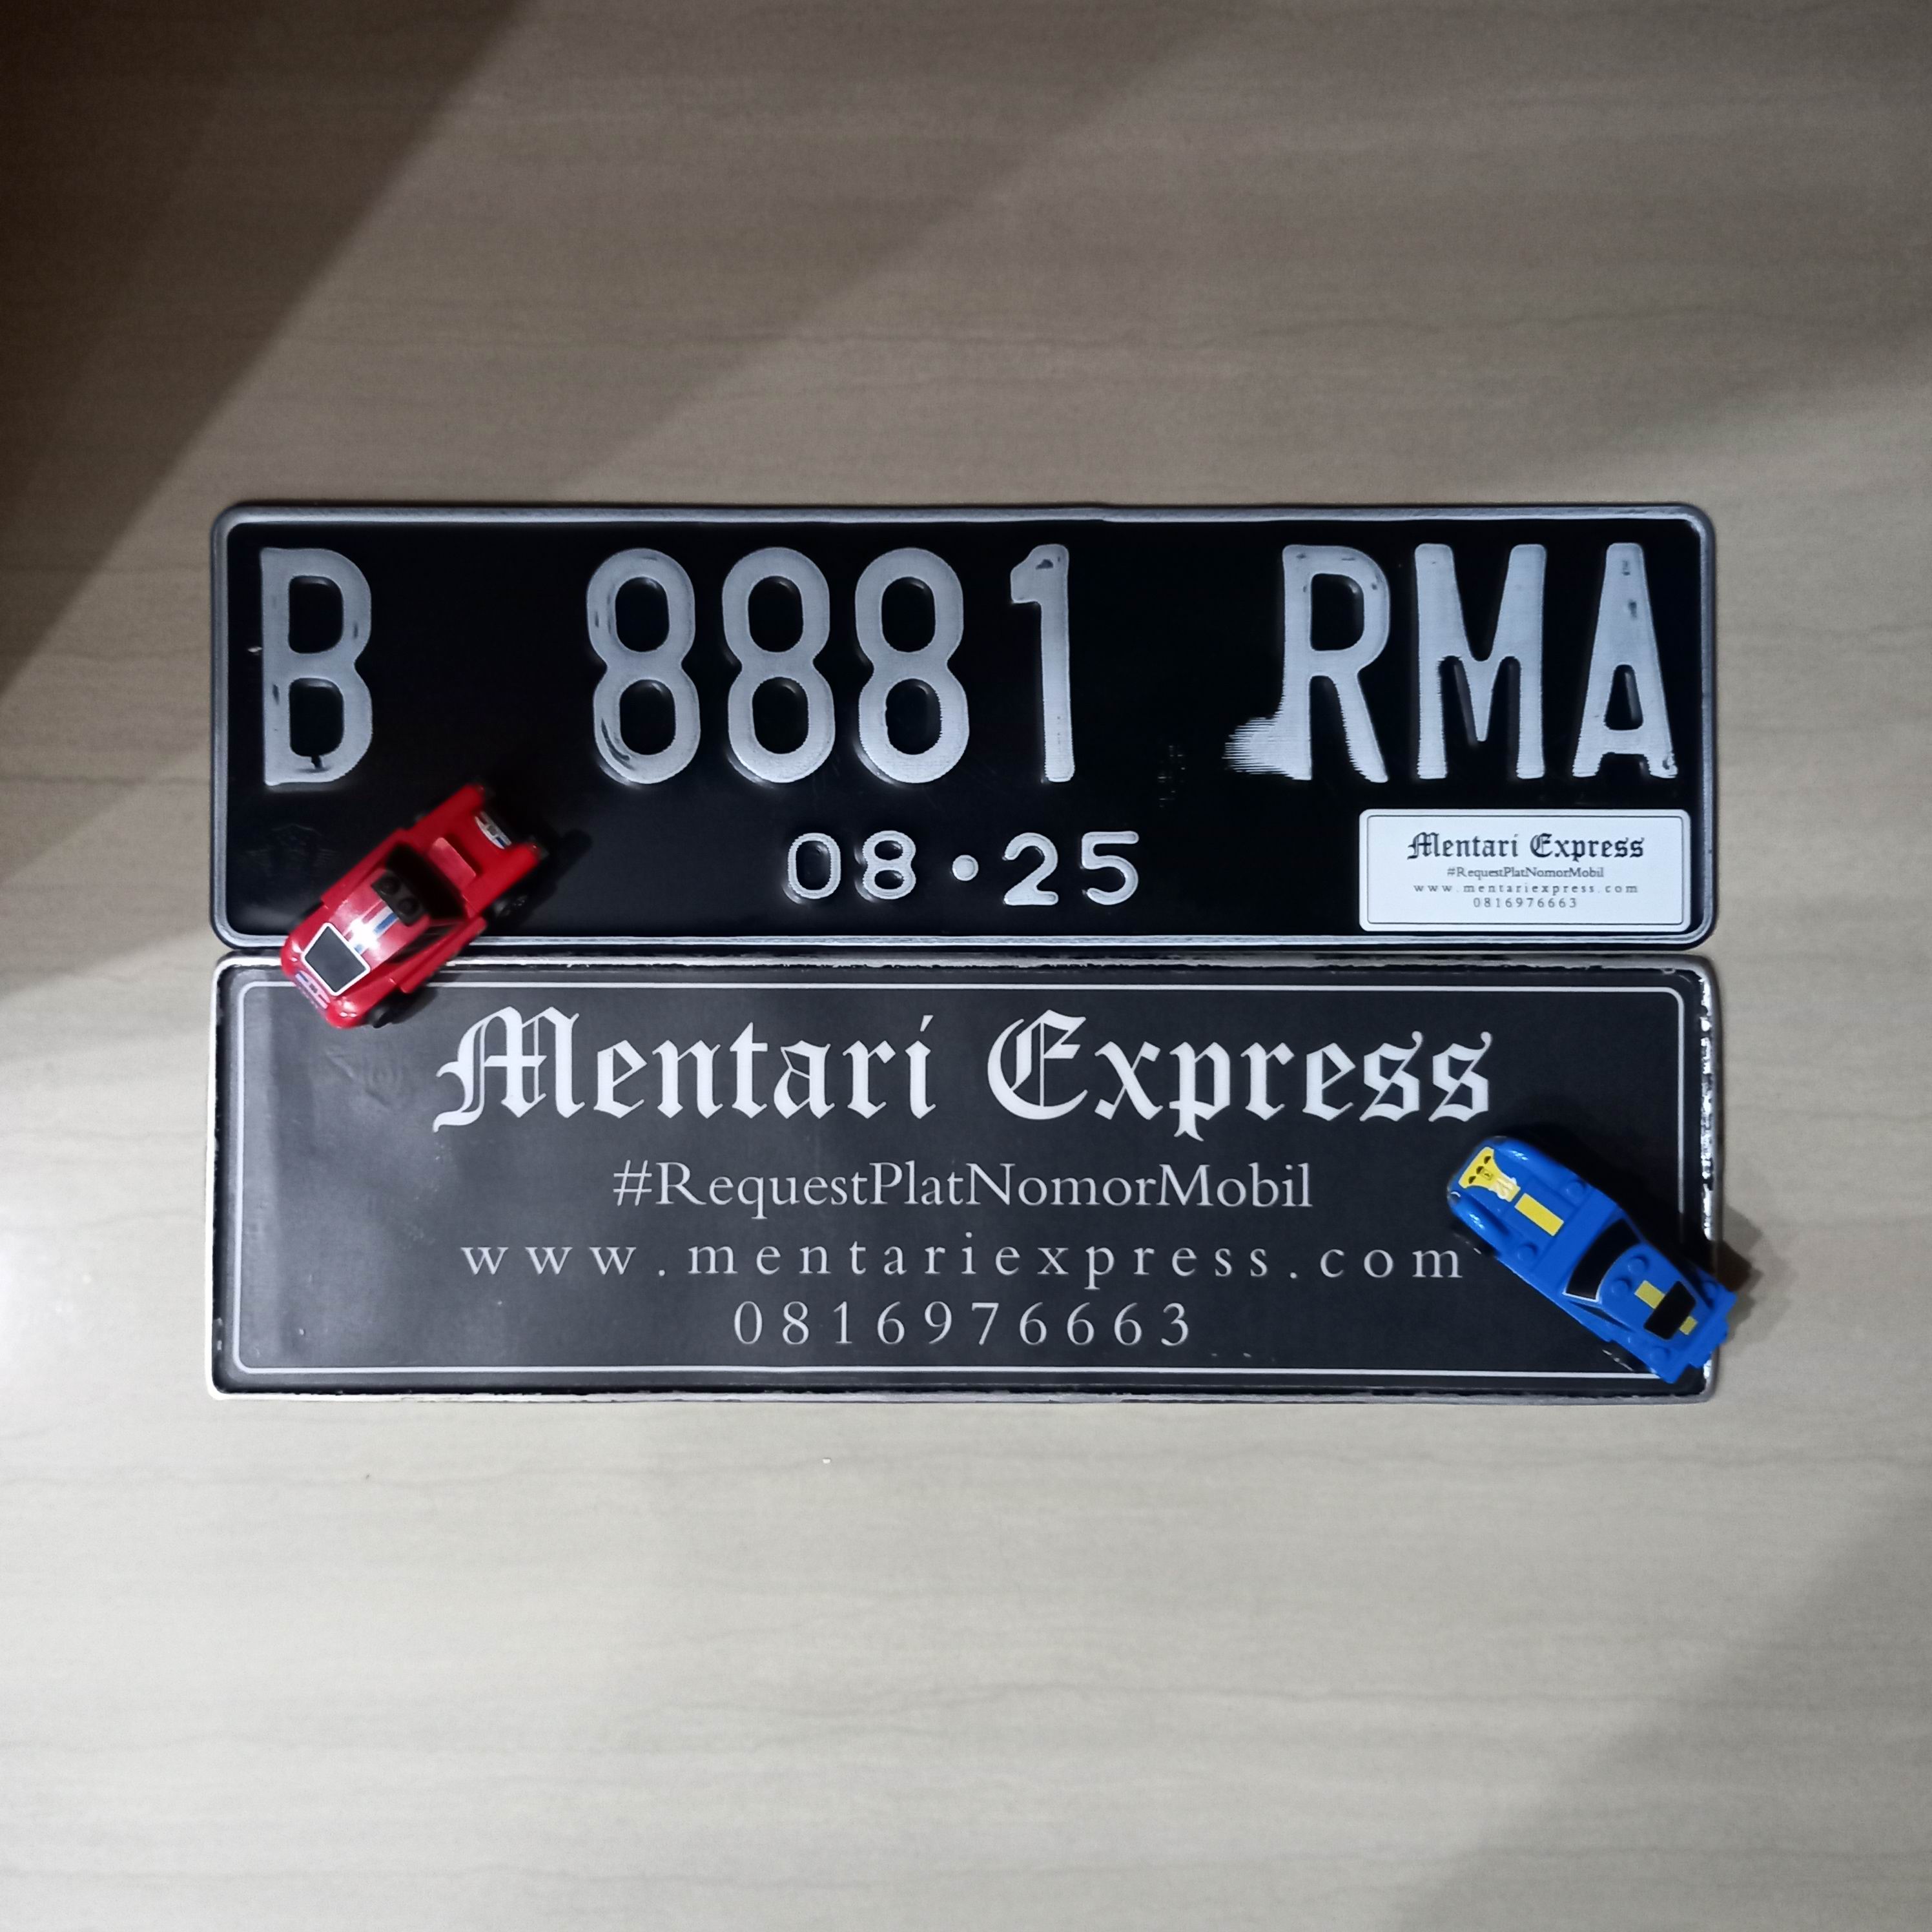 B 8881 RMA
08·25
Mentari Express
#RequestPlatNomorMobil
www.mentariexpress.com
0816976663
Mentari Express
#RequestPlatNomorMobil
www.mentariexpress.com
0816976663